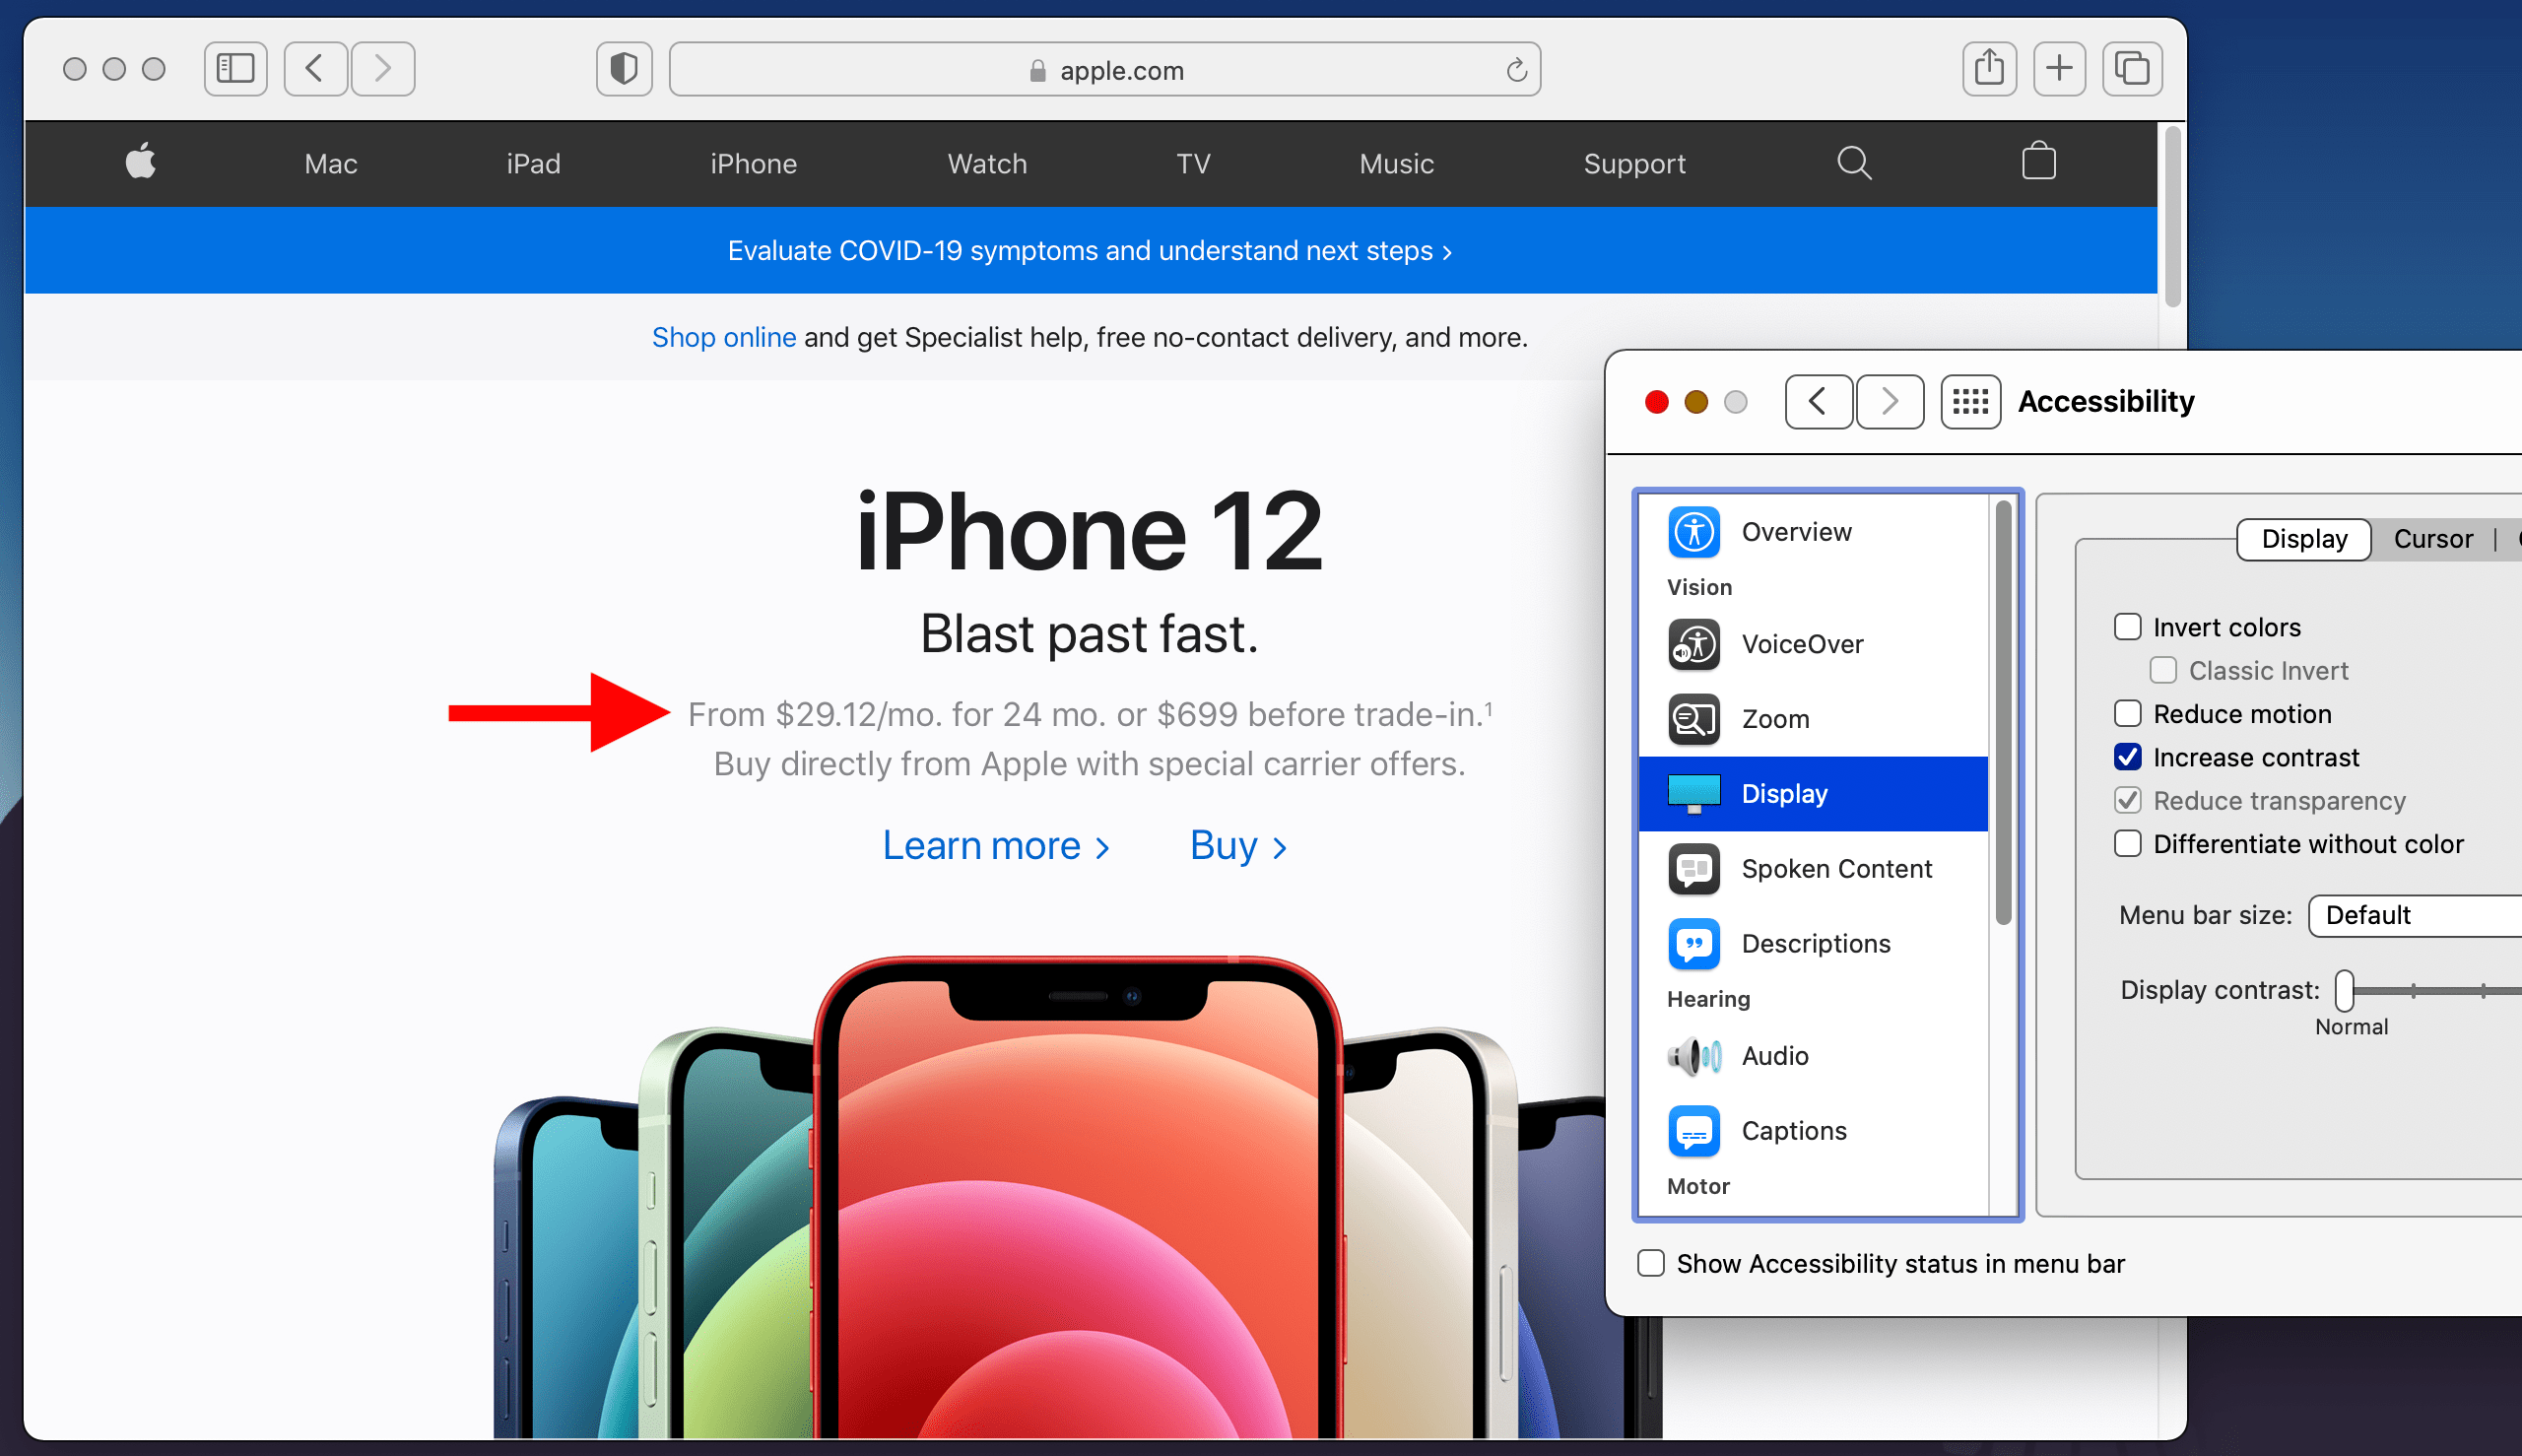 apple.com
Mac iPad iPhone Watch TV Music Support
Evaluate COVID-19 symptoms and understand next steps ›
Shop online and get Specialist help, free no-contact delivery, and more.
iPhone 12
Blast past fast.
From $29.12/mo. for 24 mo. or $699 before trade-in.¹
Buy directly from Apple with special carrier offers.
Learn more › Buy ›
Accessibility
Overview
Vision
VoiceOver
Zoom
Display
Spoken Content
Descriptions
Hearing
Audio
Captions
Motor
Display Cursor
Invert colors
Classic Invert
Reduce motion
Increase contrast
Reduce transparency
Differentiate without color
Menu bar size: Default
Display contrast:
Normal
Show Accessibility status in menu bar